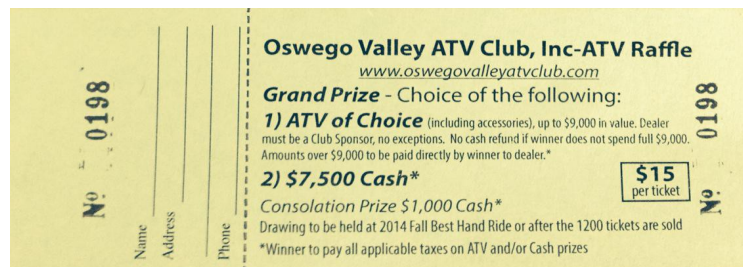 Nº 0198
Name
Address
Phone
Oswego Valley ATV Club, Inc-ATV Raffle
www.oswegovalleyatvclub.com
Grand Prize - Choice of the following:
1) ATV of Choice (including accessories), up to $9,000 in value. Dealer
must be a Club Sponsor, no exceptions. No cash refund if winner does not spend full $9,000.
Amounts over $9,000 to be paid directly by winner to dealer.*
2) $7,500 Cash*
$15
per ticket
Consolation Prize $1,000 Cash*
Drawing to be held at 2014 Fall Best Hand Ride or after the 1200 tickets are sold
*Winner to pay all applicable taxes on ATV and/or Cash prizes
Nº 0198